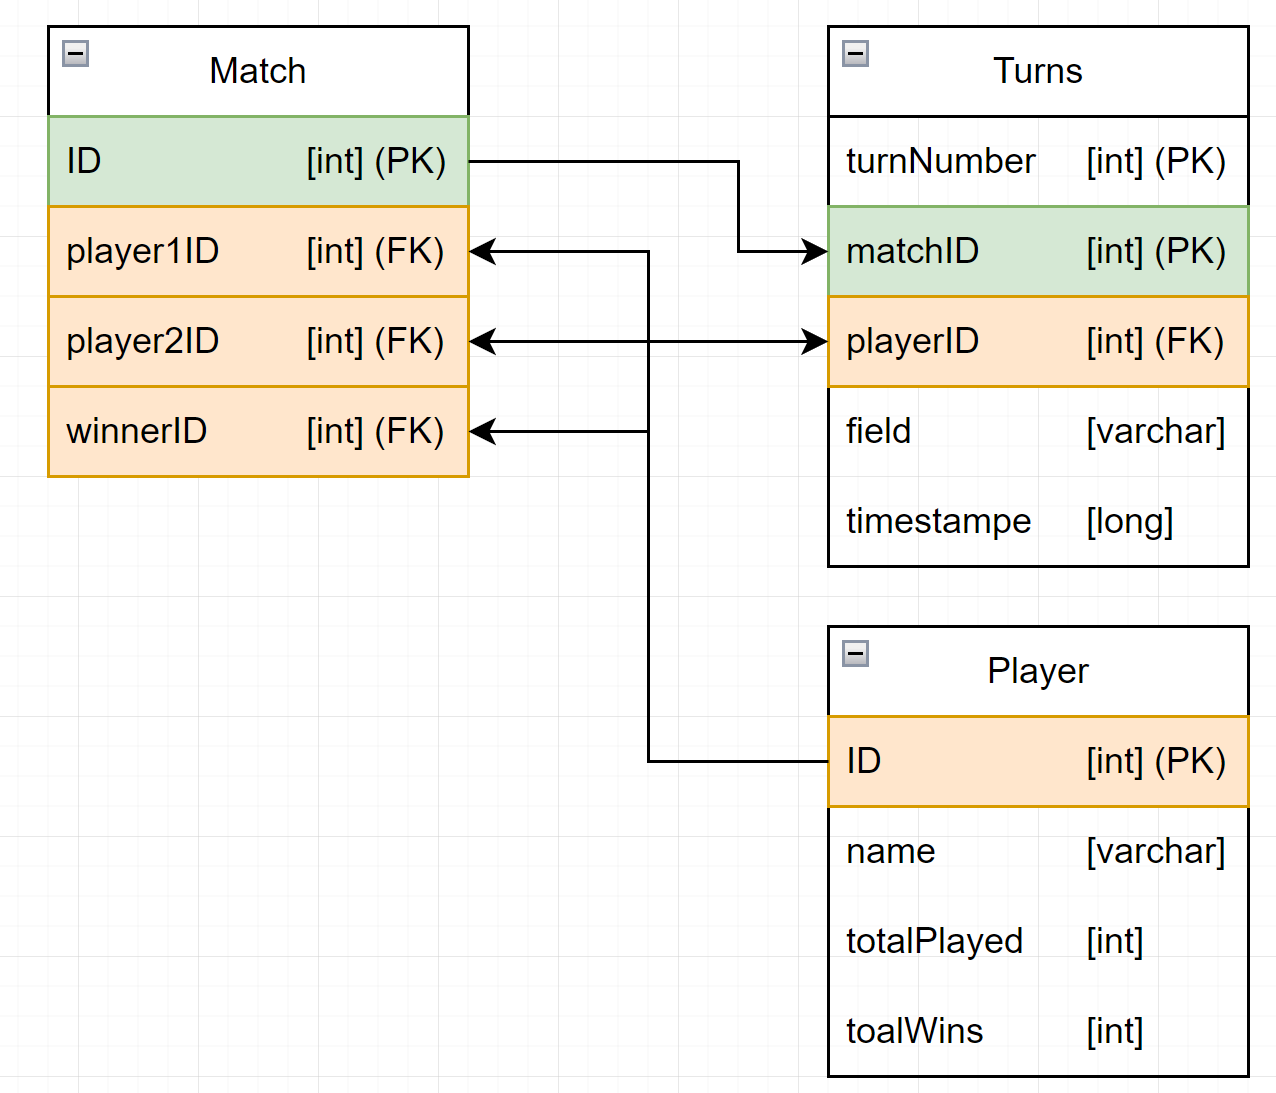 Match
ID [int] (PK)
player1ID [int] (FK)
player2ID [int] (FK)
winnerID [int] (FK)
Turns
turnNumber [int] (PK)
matchID [int] (PK)
playerID [int] (FK)
field [varchar]
timestampe [long]
Player
ID [int] (PK)
name [varchar]
totalPlayed [int]
toalWins [int]